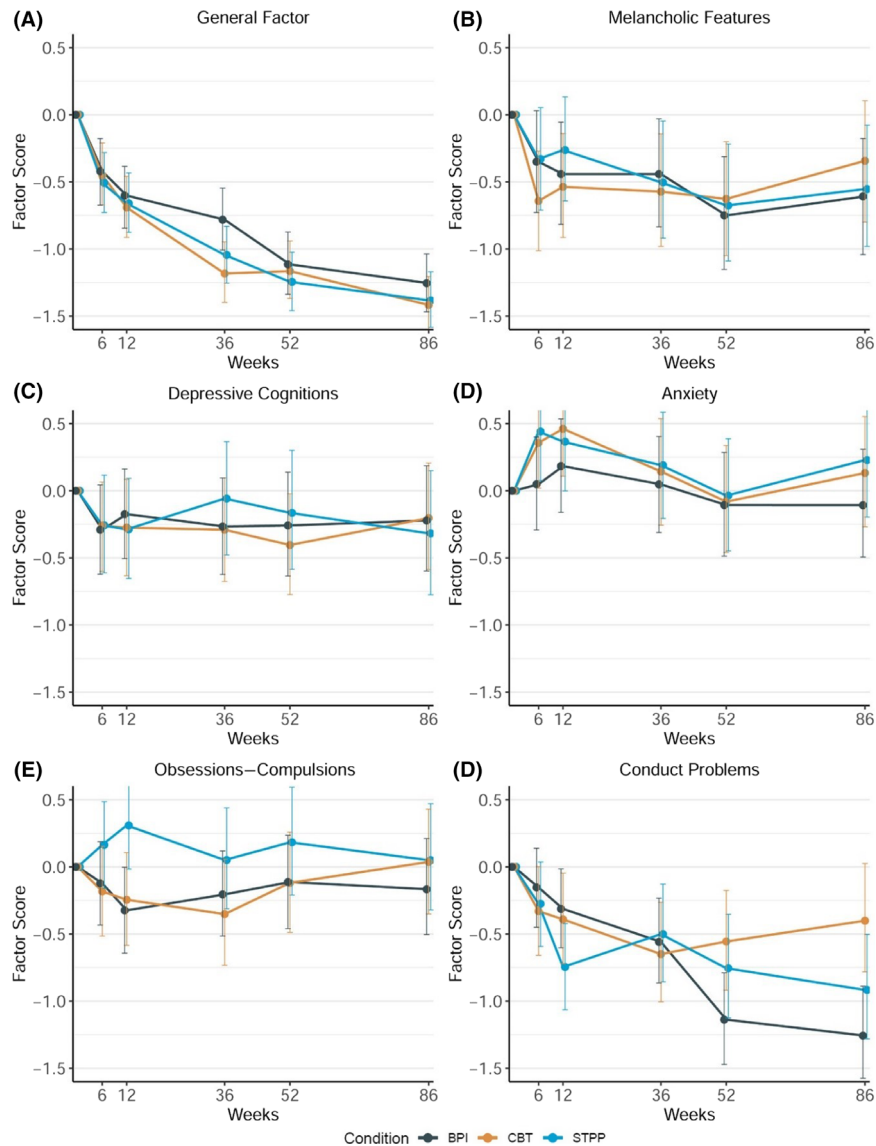 (A)
General Factor
Factor Score
0.5
0.0
−0.5
−1.0
−1.5
6 12 36 52 86
Weeks
(B)
Melancholic Features
Factor Score
0.5
0.0
−0.5
−1.0
−1.5
6 12 36 52 86
Weeks
(C)
Depressive Cognitions
Factor Score
0.5
0.0
−0.5
−1.0
−1.5
6 12 36 52 86
Weeks
(D)
Anxiety
Factor Score
0.5
0.0
−0.5
−1.0
−1.5
6 12 36 52 86
Weeks
(E)
Obsessions−Compulsions
Factor Score
0.5
0.0
−0.5
−1.0
−1.5
6 12 36 52 86
Weeks
(D)
Conduct Problems
Factor Score
0.5
0.0
−0.5
−1.0
−1.5
6 12 36 52 86
Weeks
Condition BPI CBT STPP